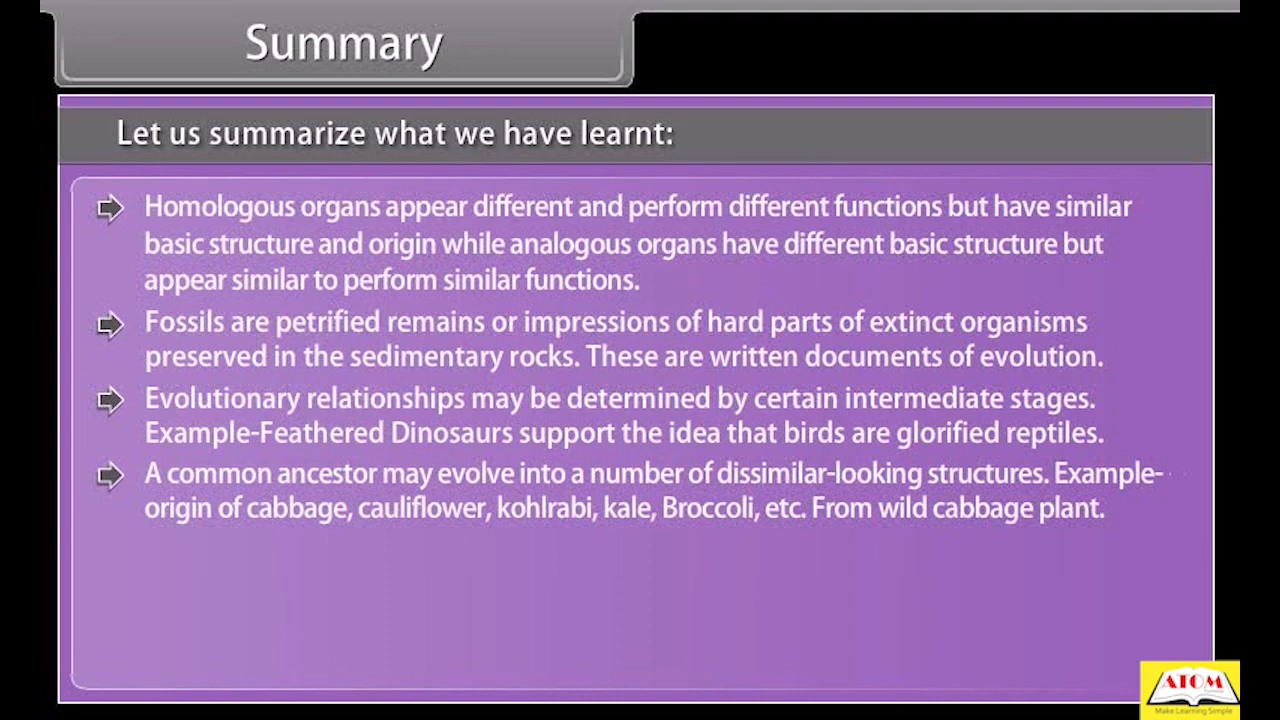 Summary
Let us summarize what we have learnt:
Homologous organs appear different and perform different functions but have similar
basic structure and origin while analogous organs have different basic structure but
appear similar to perform similar functions.
Fossils are petrified remains or impressions of hard parts of extinct organisms
preserved in the sedimentary rocks. These are written documents of evolution.
Evolutionary relationships may be determined by certain intermediate stages.
Example-Feathered Dinosaurs support the idea that birds are glorified reptiles.
A common ancestor may evolve into a number of dissimilar-looking structures. Example-
origin of cabbage, cauliflower, kohlrabi, kale, Broccoli, etc. From wild cabbage plant.
ATOM
Make Learning Simple